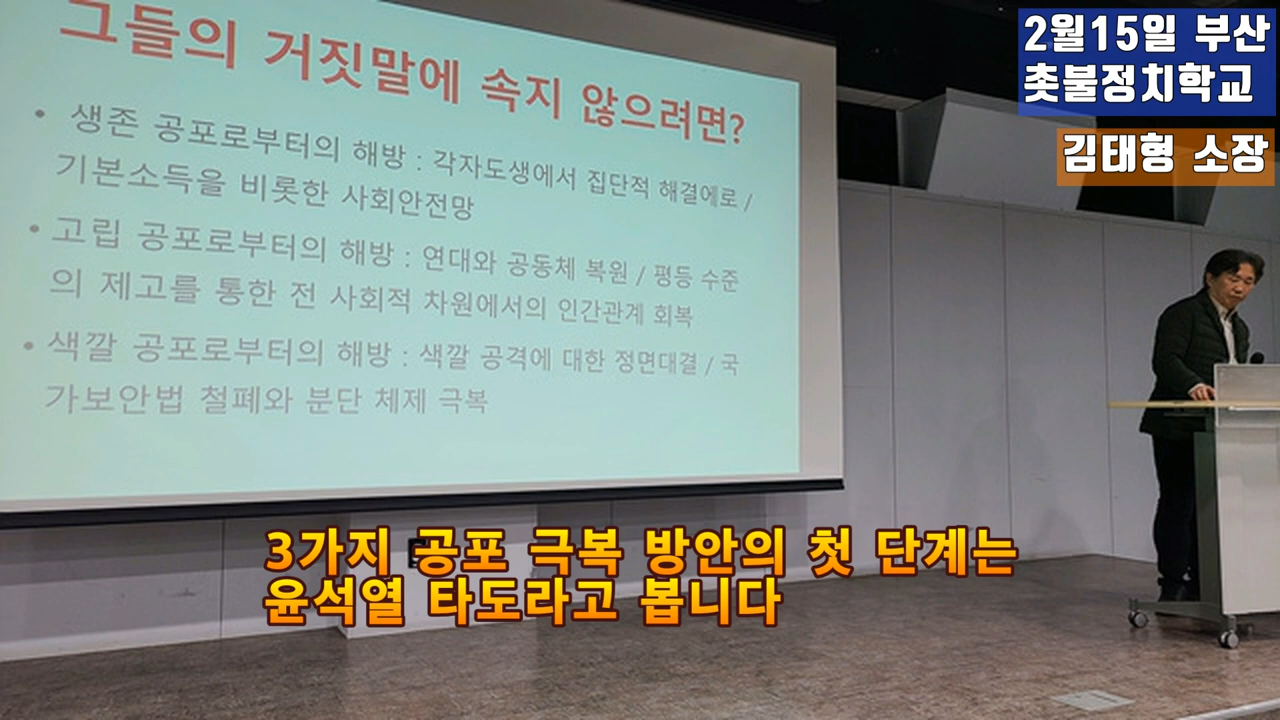 그들의 거짓말에 속지 않으려면?
• 생존 공포로부터의 해방 : 각자도생에서 집단적 해결에로 /
기본소득을 비롯한 사회안전망
• 고립 공포로부터의 해방 : 연대와 공동체 복원 / 평등 수준
의 제고를 통한 전 사회적 차원에서의 인간관계 회복
• 색깔 공포로부터의 해방 : 색깔 공격에 대한 정면대결 / 국
가보안법 철폐와 분단 체제 극복
2월15일 부산
촛불정치학교
김태형 소장
3가지 공포 극복 방안의 첫 단계는
윤석열 타도라고 봅니다